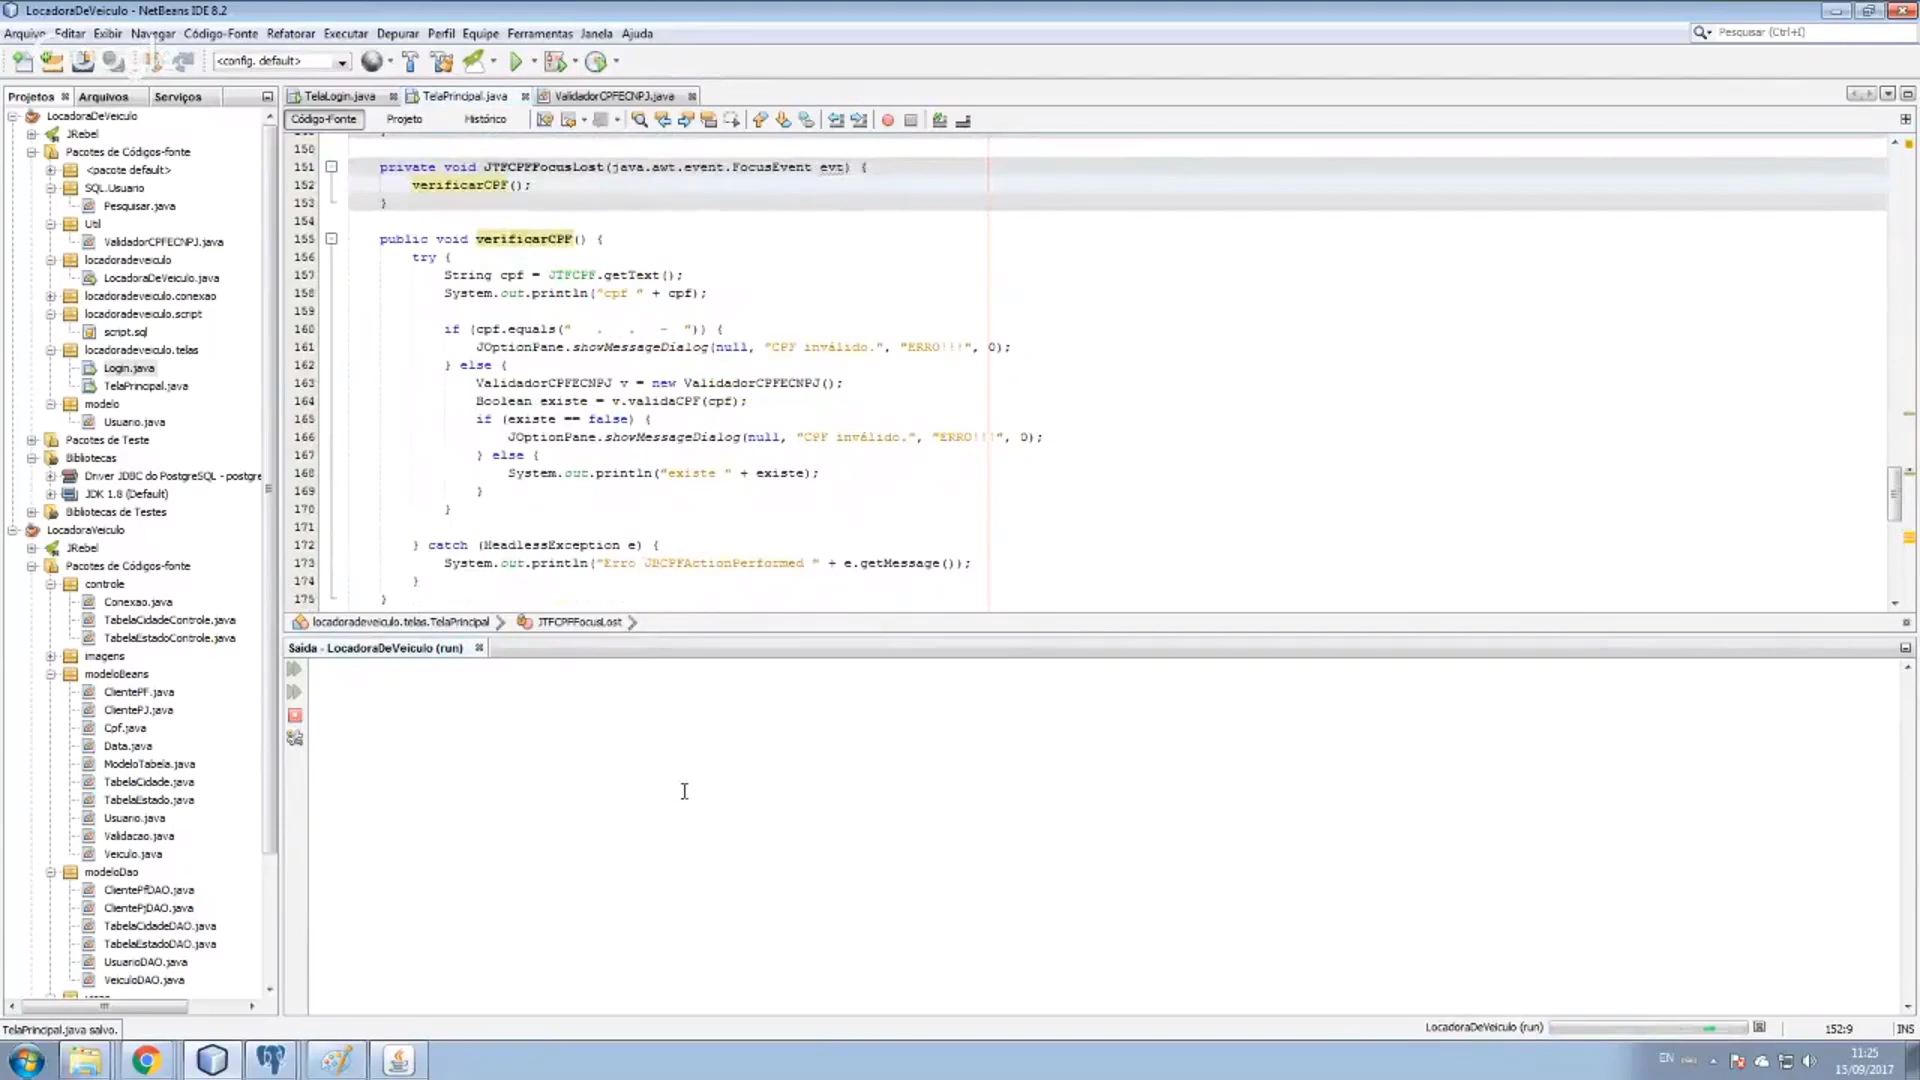 LocadoraDeVeiculo - NetBeans IDE 8.2
Arquivo Editar Exibir Navegar Código-Fonte Refatorar Executar Depurar Perfil Equipe Ferramentas Janela Ajuda
Pesquisar (Ctrl+I)
<config. default>
Projetos Arquivos Serviços
TelaLogin.java TelaPrincipal.java ValidadorCPFECNPJ.java
Código-Fonte Projeto Histórico
LocadoraDeVeiculo
JRebel
Pacotes de Códigos-fonte
<pacote default>
SQL.Usuario
Pesquisar.java
Util
ValidadorCPFECNPJ.java
locadoradeveiculo
LocadoraDeVeiculo.java
locadoradeveiculo.conexao
locadoradeveiculo.script
script.sql
locadoradeveiculo.telas
Login.java
TelaPrincipal.java
modelo
Usuario.java
Pacotes de Teste
Bibliotecas
Driver JDBC do PostgreSQL - postgre
JDK 1.8 (Default)
Bibliotecas de Testes
LocadoraVeiculo
JRebel
Pacotes de Códigos-fonte
controle
Conexao.java
TabelaCidadeControle.java
TabelaEstadoControle.java
imagens
modeloBeans
ClientePF.java
ClientePJ.java
Cpf.java
Data.java
ModeloTabela.java
TabelaCidade.java
TabelaEstado.java
Usuario.java
Validacao.java
Veiculo.java
modeloDao
ClientePfDAO.java
ClientePjDAO.java
TabelaCidadeDAO.java
TabelaEstadoDAO.java
UsuarioDAO.java
VeiculoDAO.java
150
151 private void JTFCPFFocusLost(java.awt.event.FocusEvent evt) {
152 verificarCPF();
153 }
154
155 public void verificarCPF() {
156 try {
157 String cpf = JTFCPF.getText();
158 System.out.println("cpf " + cpf);
159
160 if (cpf.equals("   .   .   -  ")) {
161 JOptionPane.showMessageDialog(null, "CPF inválido.", "ERRO!!!", 0);
162 } else {
163 ValidadorCPFECNPJ v = new ValidadorCPFECNPJ();
164 Boolean existe = v.validaCPF(cpf);
165 if (existe == false) {
166 JOptionPane.showMessageDialog(null, "CPF inválido.", "ERRO!!!", 0);
167 } else {
168 System.out.println("existe " + existe);
169 }
170 }
171
172 } catch (HeadlessException e) {
173 System.out.println("Erro JBCPFActionPerformed " + e.getMessage());
174 }
175 }
locadoradeveiculo.telas.TelaPrincipal JTFCPFFocusLost
Saída - LocadoraDeVeiculo (run)
TelaPrincipal.java salvo.
LocadoraDeVeiculo (run)
152:9 INS
EN
11:25
15/09/2017